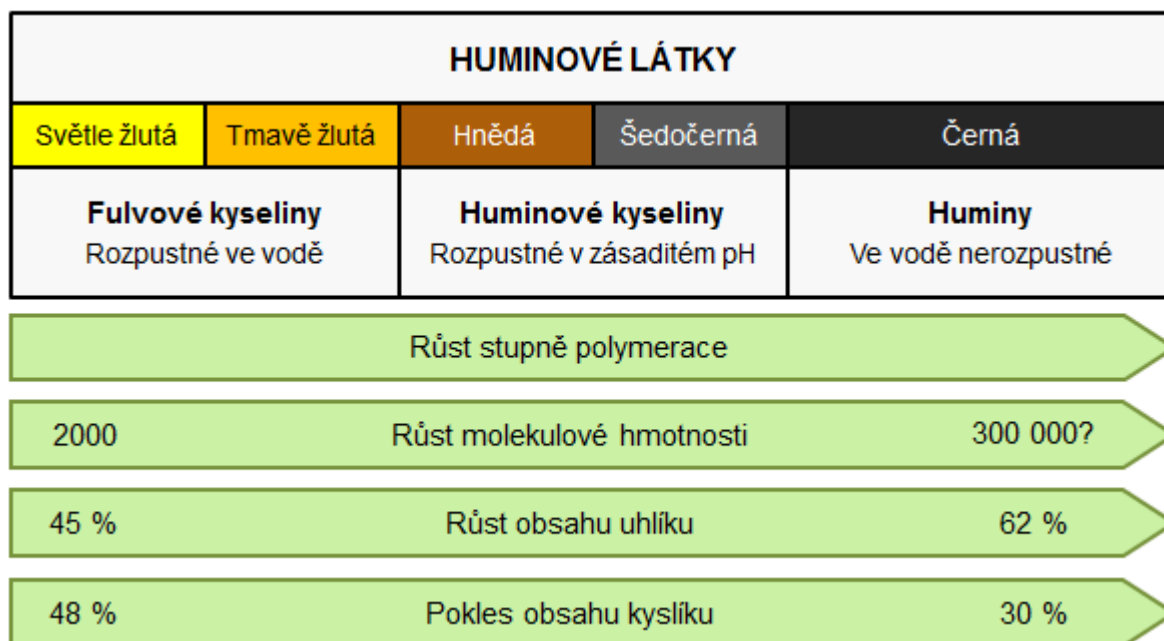 HUMINOVÉ LÁTKY
Světle žlutá Tmavě žlutá Hnědá Šedočerná Černá
Fulvové kyseliny Huminové kyseliny Huminy
Rozpustné ve vodě Rozpustné v zásaditém pH Ve vodě nerozpustné
Růst stupně polymerace
2000 Růst molekulové hmotnosti 300 000?
45 % Růst obsahu uhlíku 62 %
48 % Pokles obsahu kyslíku 30 %